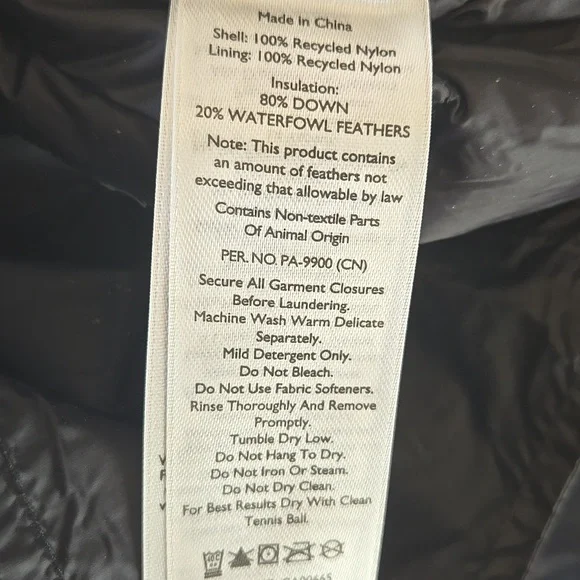 Made in China
Shell: 100% Recycled Nylon
Lining: 100% Recycled Nylon
Insulation:
80% DOWN
20% WATERFOWL FEATHERS
Note: This product contains
an amount of feathers not
exceeding that allowable by law
Contains Non-textile Parts
Of Animal Origin
PER. NO. PA-9900 (CN)
Secure All Garment Closures
Before Laundering.
Machine Wash Warm Delicate
Separately.
Mild Detergent Only.
Do Not Bleach.
Do Not Use Fabric Softeners.
Rinse Thoroughly And Remove
Promptly.
Tumble Dry Low.
Do Not Hang To Dry.
Do Not Iron Or Steam.
Do Not Dry Clean.
For Best Results Dry With Clean
Tennis Ball.